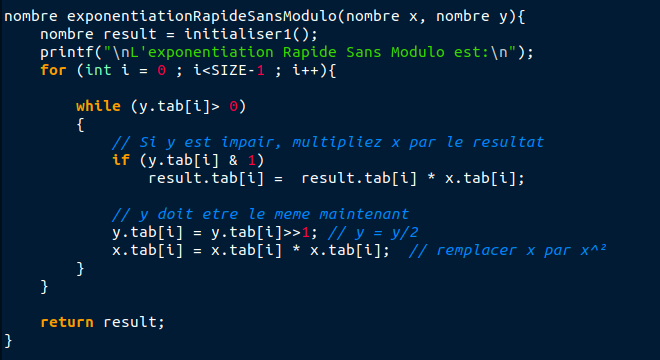 nombre exponentiationRapideSansModulo(nombre x, nombre y){
    nombre result = initialiser1();
    printf("\nL'exponentiation Rapide Sans Modulo est:\n");
    for (int i = 0 ; i<SIZE-1 ; i++){

        while (y.tab[i]> 0)
        {
            // Si y est impair, multipliez x par le resultat
            if (y.tab[i] & 1)
                result.tab[i] =  result.tab[i] * x.tab[i];

            // y doit etre le meme maintenant
            y.tab[i] = y.tab[i]>>1; // y = y/2
            x.tab[i] = x.tab[i] * x.tab[i];  // remplacer x par x^²
        }
    }

    return result;
}